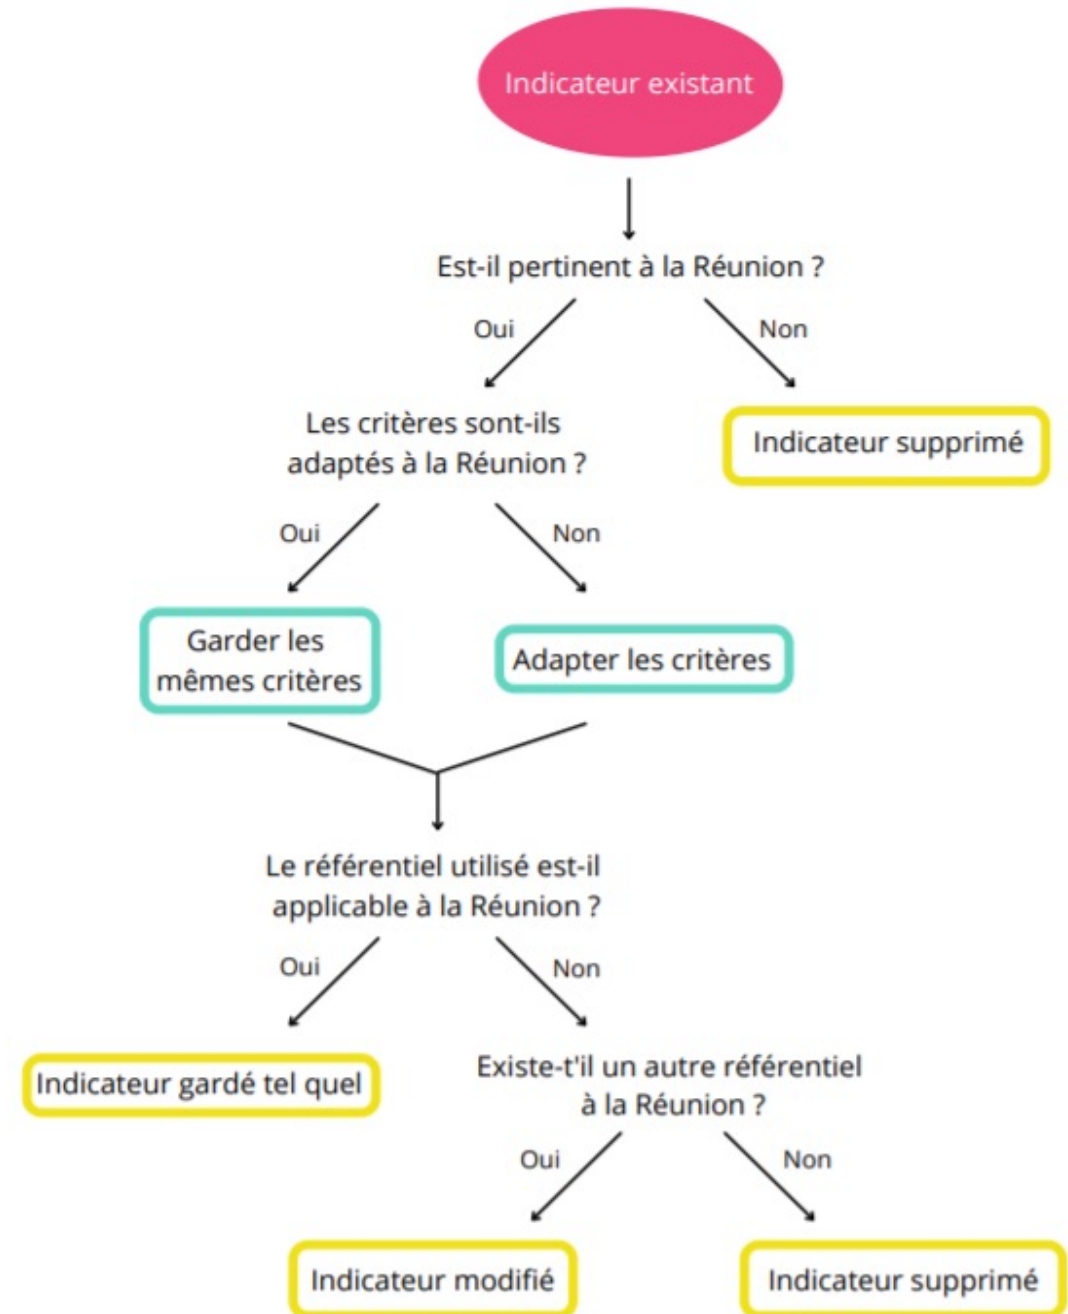 Indicateur existant
Est-il pertinent à la Réunion ?
Oui
Non
Les critères sont-ils
adaptés à la Réunion ?
Indicateur supprimé
Oui
Non
Garder les
mêmes critères
Adapter les critères
Le référentiel utilisé est-il
applicable à la Réunion ?
Oui
Non
Indicateur gardé tel quel
Existe-t'il un autre référentiel
à la Réunion ?
Oui
Non
Indicateur modifié
Indicateur supprimé